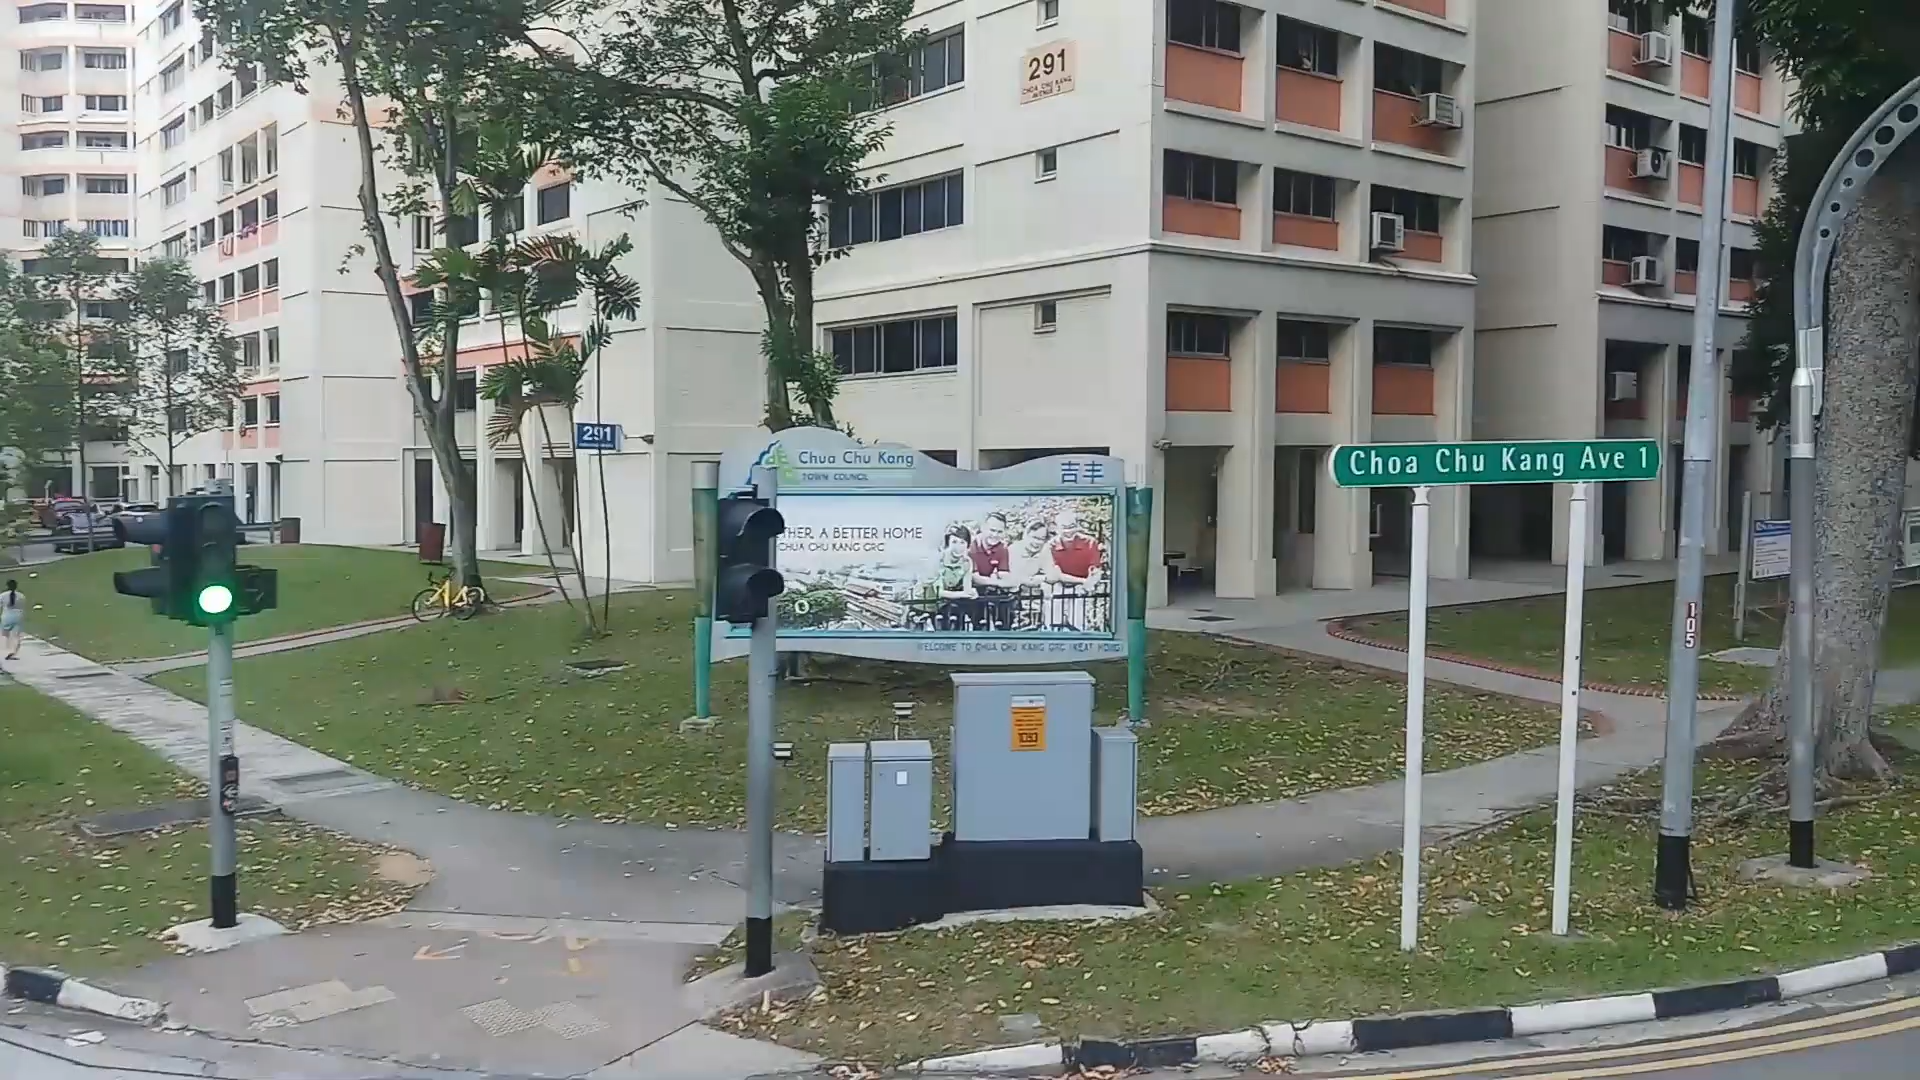 291
CHOA CHU KANG
AVENUE 3
291
Chua Chu Kang
TOWN COUNCIL
吉丰
THER, A BETTER HOME
CHUA CHU KANG GRC
WELCOME TO CHUA CHU KANG GRC (KEAT HONG)
Choa Chu Kang Ave 1
105